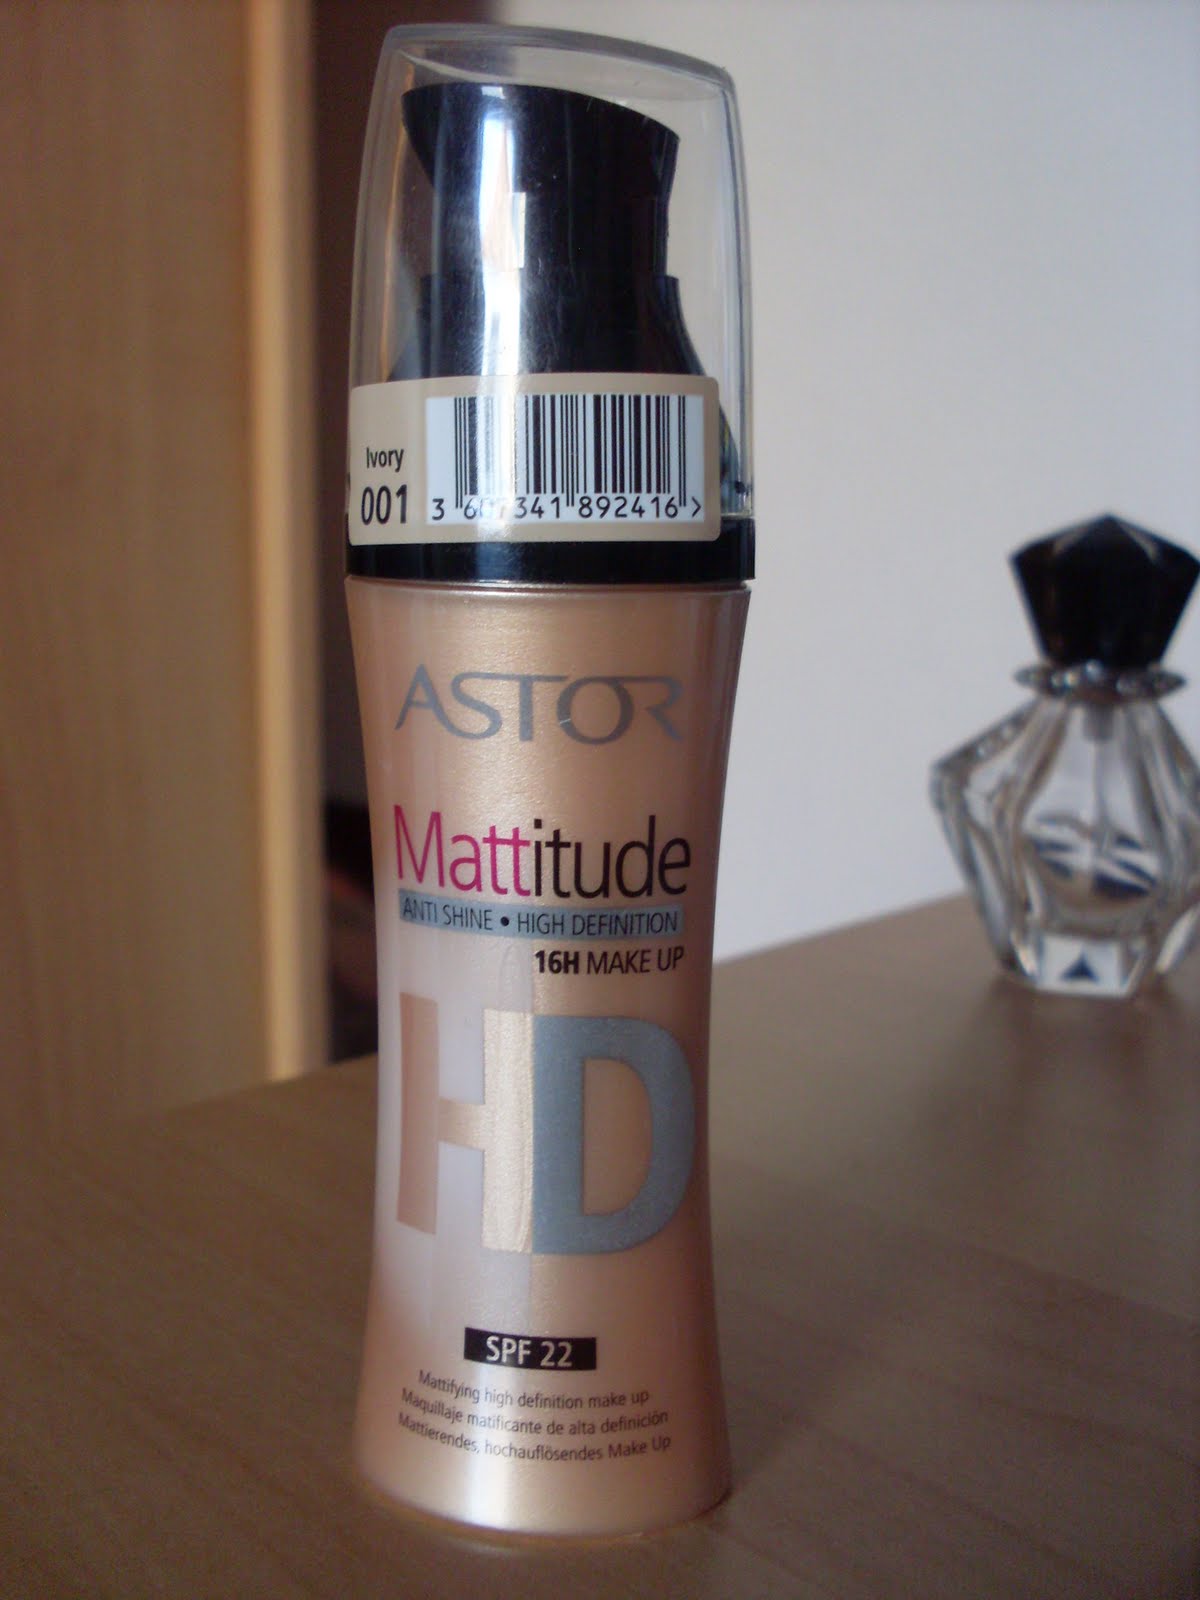 Ivory
001
3 607341 892416 >
ASTOR
Mattitude
ANTI SHINE • HIGH DEFINITION
16H MAKE UP
HD
SPF 22
Mattifying high definition make up
Maquillaje matificante de alta definición
Mattierendes, hochauflösendes Make Up